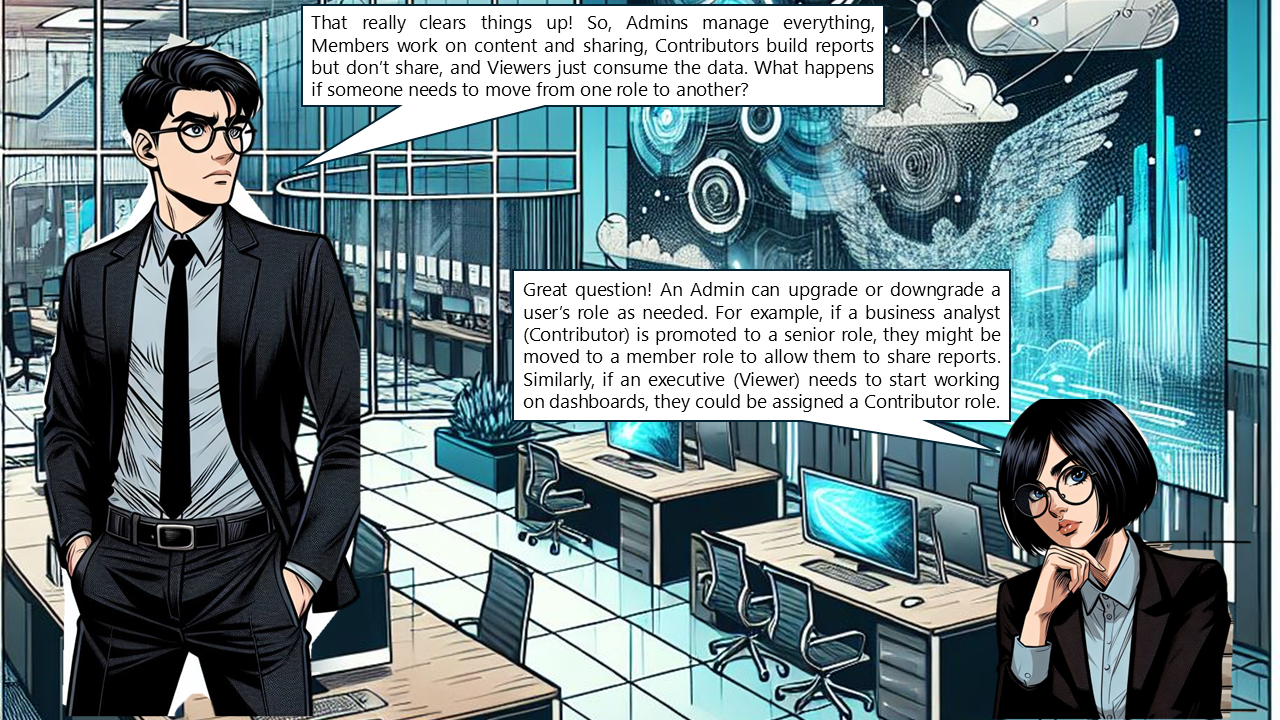 That really clears things up! So, Admins manage everything,
Members work on content and sharing, Contributors build reports
but don’t share, and Viewers just consume the data. What happens
if someone needs to move from one role to another?
Great question! An Admin can upgrade or downgrade a
user’s role as needed. For example, if a business analyst
(Contributor) is promoted to a senior role, they might be
moved to a member role to allow them to share reports.
Similarly, if an executive (Viewer) needs to start working
on dashboards, they could be assigned a Contributor role.